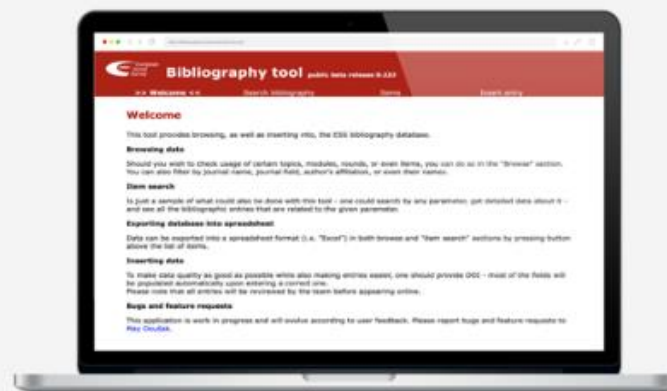 European Social Survey
Bibliography tool public beta release 0.223
>> Welcome << Search bibliography Items Insert entry
Welcome
This tool provides browsing, as well as inserting into, the ESS bibliography database.
Browsing data
Should you wish to check usage of certain topics, modules, rounds, or even items, you can do so in the "Browse" section.
You can also filter by journal name, journal field, author's affiliation, or even their names.
Item search
Is just a sample of what could also be done with this tool - one could search by any parameter, get detailed data about it -
and see all the bibliographic entries that are related to the given parameter.
Exporting database into spreadsheet
Data can be exported into a spreadsheet format (i.e. "Excel") in both browse and "item search" sections by pressing button
above the list of items.
Inserting data
To make data quality as good as possible while also making entries easier, one should provide DOI - most of the fields will
be populated automatically upon entering a correct one.
Please note that all entries will be reviewed by the team before appearing online.
Bugs and feature requests
This application is work in progress and will evolve according to user feedback. Please report bugs and feature requests to
May Doušak.